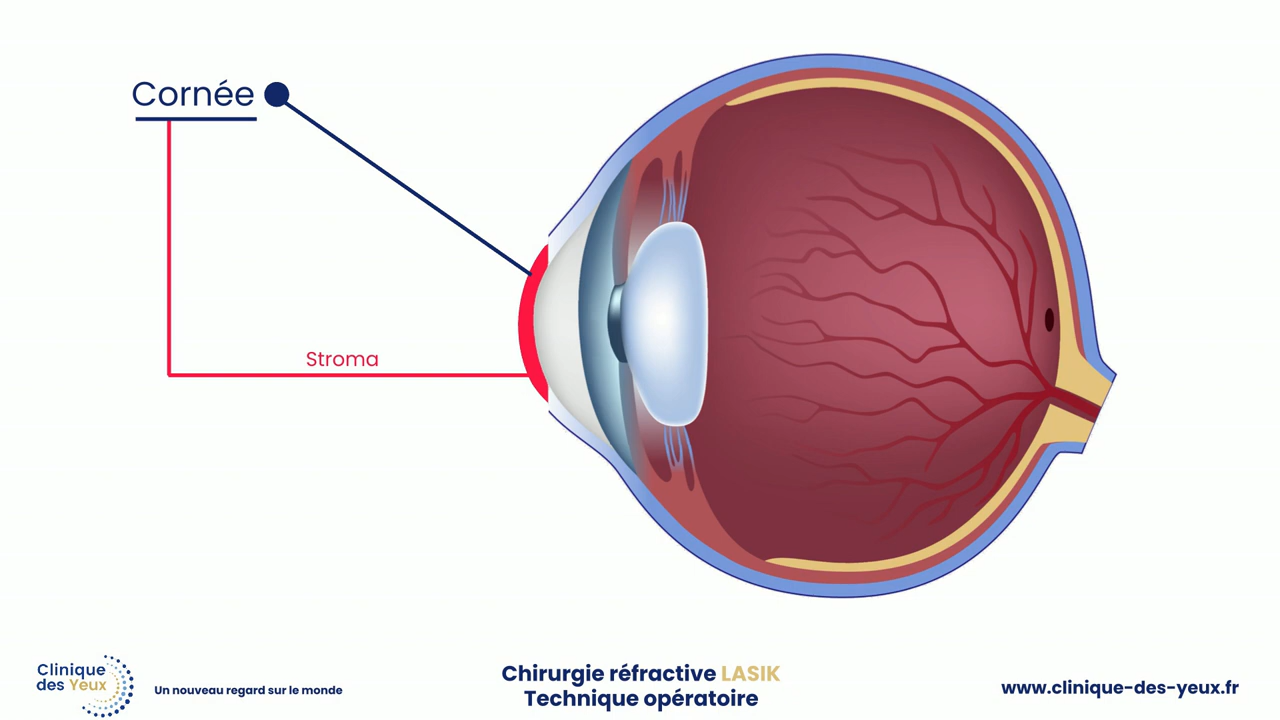 Cornée
Stroma
Clinique
des Yeux
Un nouveau regard sur le monde
Chirurgie réfractive LASIK
Technique opératoire
www.clinique-des-yeux.fr